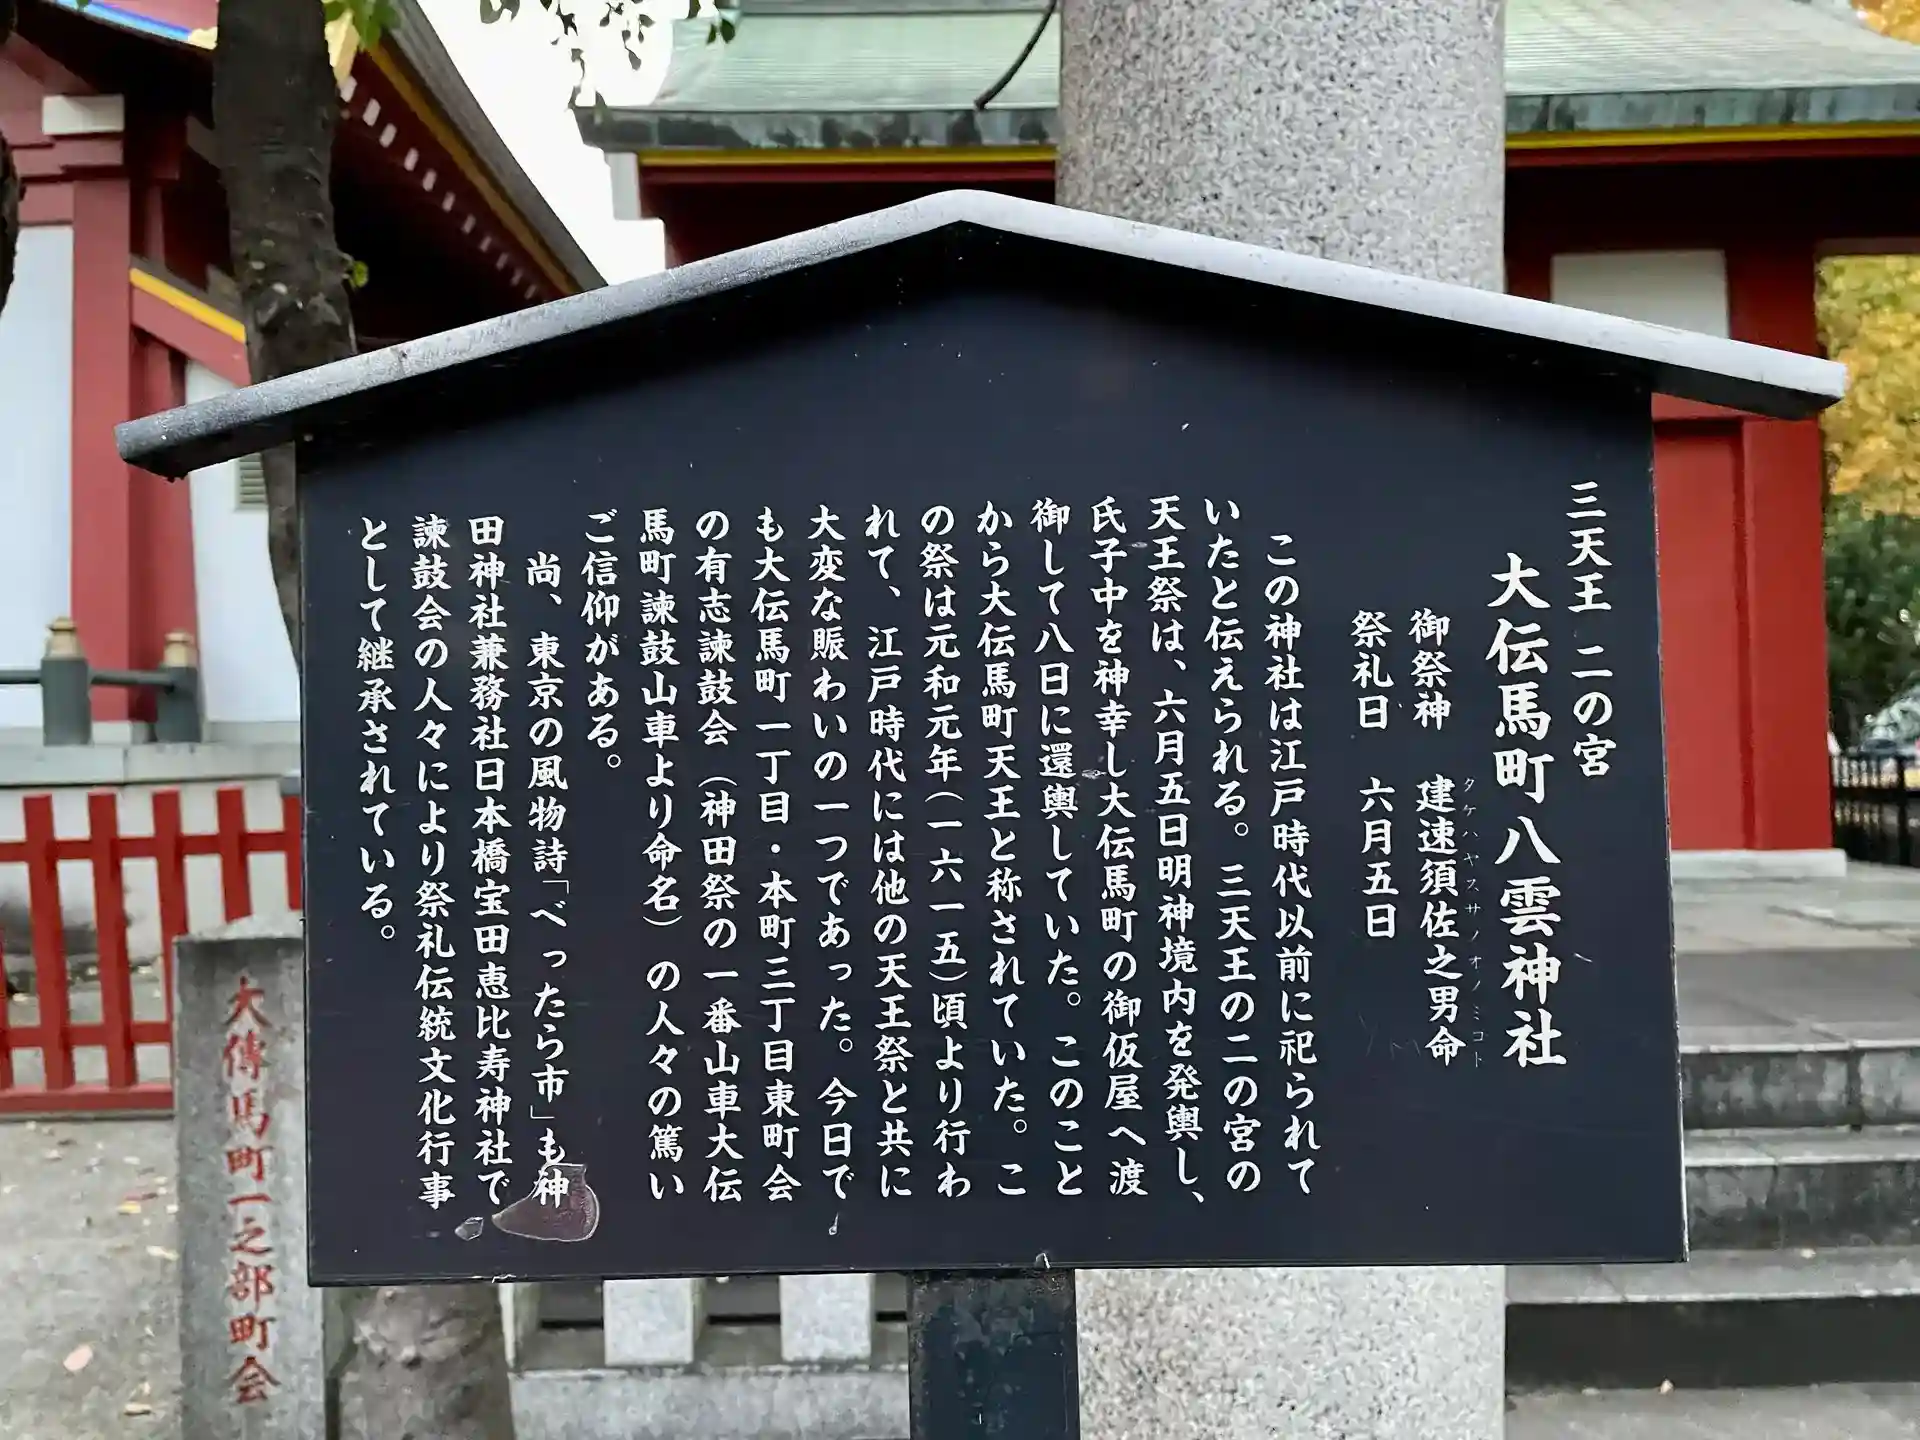 三天王 二の宮
大伝馬町八雲神社
御祭神 建速須佐之男命
タケハヤスサノオノミコト
祭礼日 六月五日
この神社は江戸時代以前に祀られて
いたと伝えられる。三天王の二の宮の
天王祭は、六月五日明神境内を発輿し、
氏子中を神幸し大伝馬町の御仮屋へ渡
御して八日に還輿していた。このこと
から大伝馬町天王と称されていた。こ
の祭は元和元年(一六一五)頃より行わ
れて、江戸時代には他の天王祭と共に
大変な賑わいの一つであった。今日で
も大伝馬町一丁目・本町三丁目東町会
の有志諫鼓会(神田祭の一番山車大伝
馬町諫鼓山車より命名)の人々の篤い
ご信仰がある。
尚、東京の風物詩「べったら市」も神
田神社兼務社日本橋宝田恵比寿神社で
諫鼓会の人々により祭礼伝統文化行事
として継承されている。
大傳馬町一之部町会